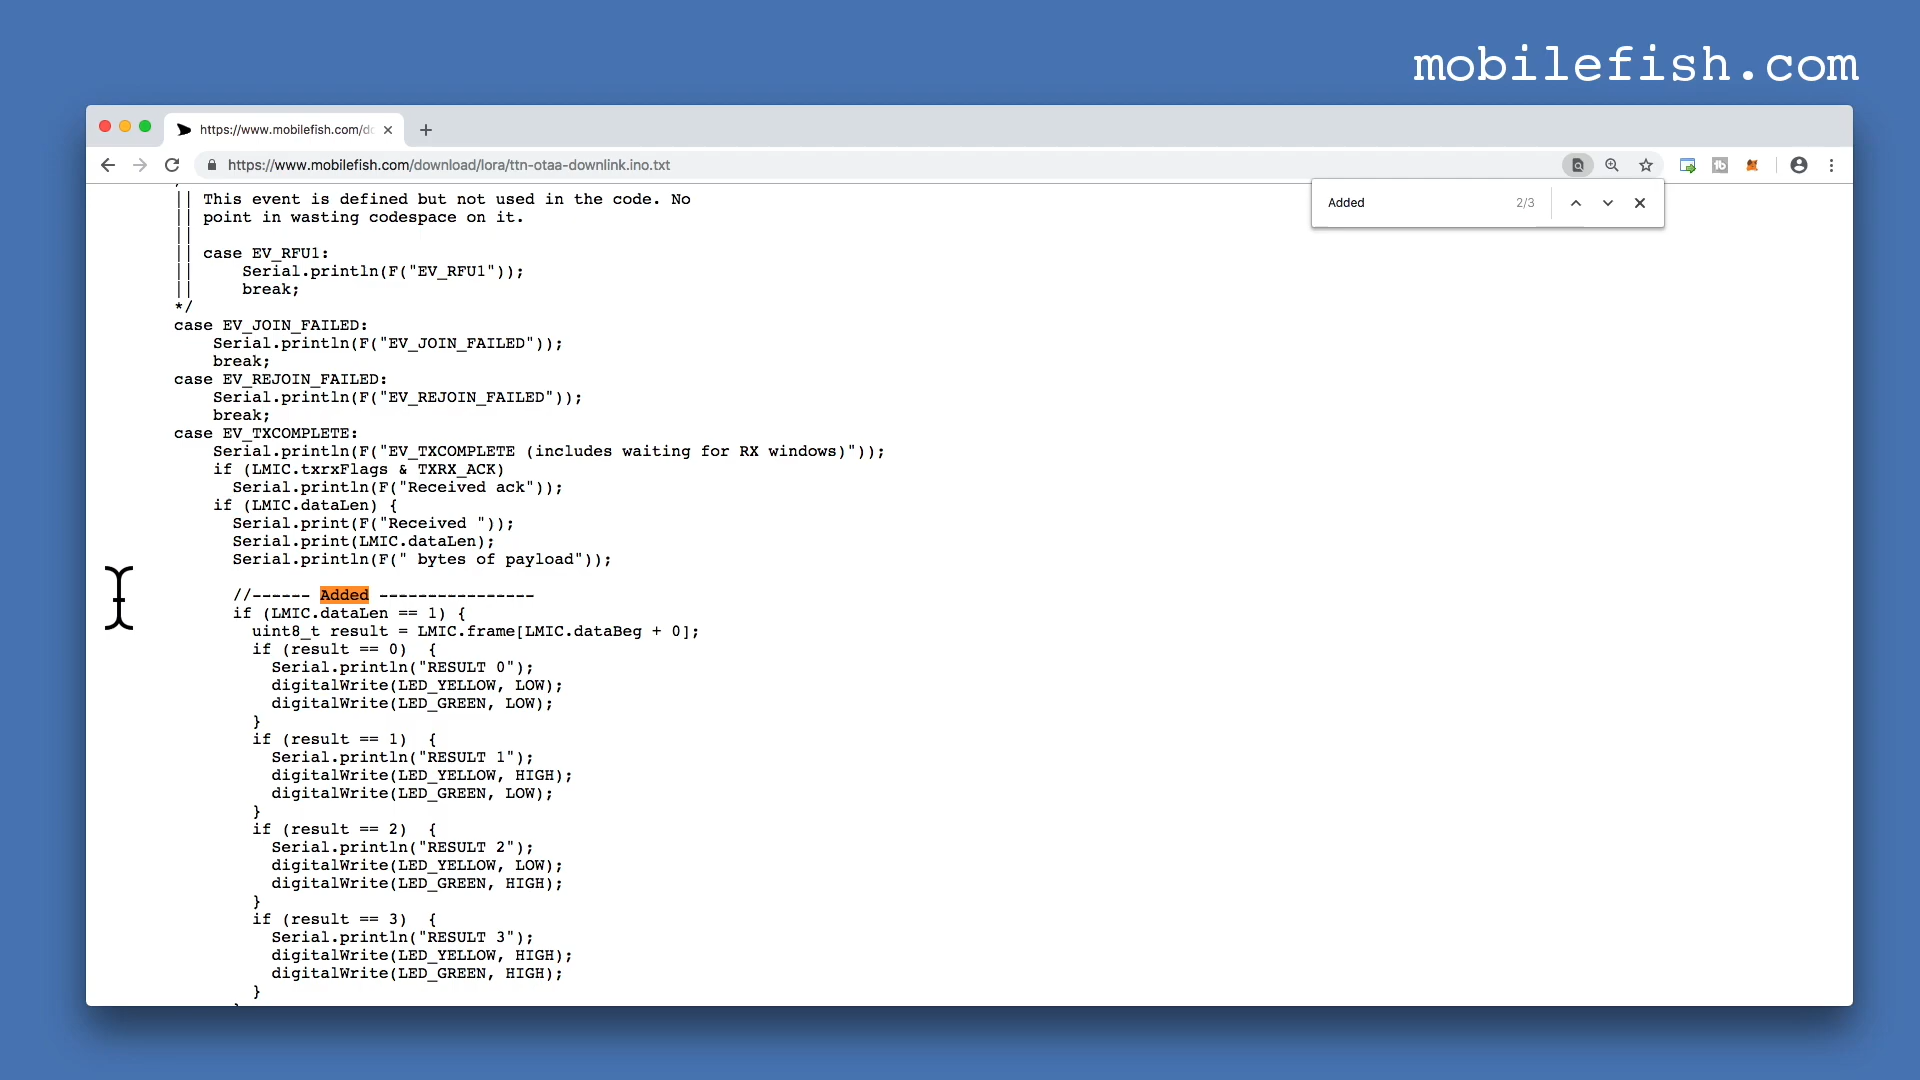 mobilefish.com
https://www.mobilefish.com/do
https://www.mobilefish.com/download/lora/ttn-otaa-downlink.ino.txt
Added 2/3
|| This event is defined but not used in the code. No
|| point in wasting codespace on it.
||
|| case EV_RFU1:
||     Serial.println(F("EV_RFU1"));
||     break;
*/
case EV_JOIN_FAILED:
    Serial.println(F("EV_JOIN_FAILED"));
    break;
case EV_REJOIN_FAILED:
    Serial.println(F("EV_REJOIN_FAILED"));
    break;
case EV_TXCOMPLETE:
    Serial.println(F("EV_TXCOMPLETE (includes waiting for RX windows)"));
    if (LMIC.txrxFlags & TXRX_ACK)
      Serial.println(F("Received ack"));
    if (LMIC.dataLen) {
      Serial.print(F("Received "));
      Serial.print(LMIC.dataLen);
      Serial.println(F(" bytes of payload"));
      //------ Added ----------------
      if (LMIC.dataLen == 1) {
        uint8_t result = LMIC.frame[LMIC.dataBeg + 0];
        if (result == 0)  {
          Serial.println("RESULT 0");
          digitalWrite(LED_YELLOW, LOW);
          digitalWrite(LED_GREEN, LOW);
        }
        if (result == 1)  {
          Serial.println("RESULT 1");
          digitalWrite(LED_YELLOW, HIGH);
          digitalWrite(LED_GREEN, LOW);
        }
        if (result == 2)  {
          Serial.println("RESULT 2");
          digitalWrite(LED_YELLOW, LOW);
          digitalWrite(LED_GREEN, HIGH);
        }
        if (result == 3)  {
          Serial.println("RESULT 3");
          digitalWrite(LED_YELLOW, HIGH);
          digitalWrite(LED_GREEN, HIGH);
        }